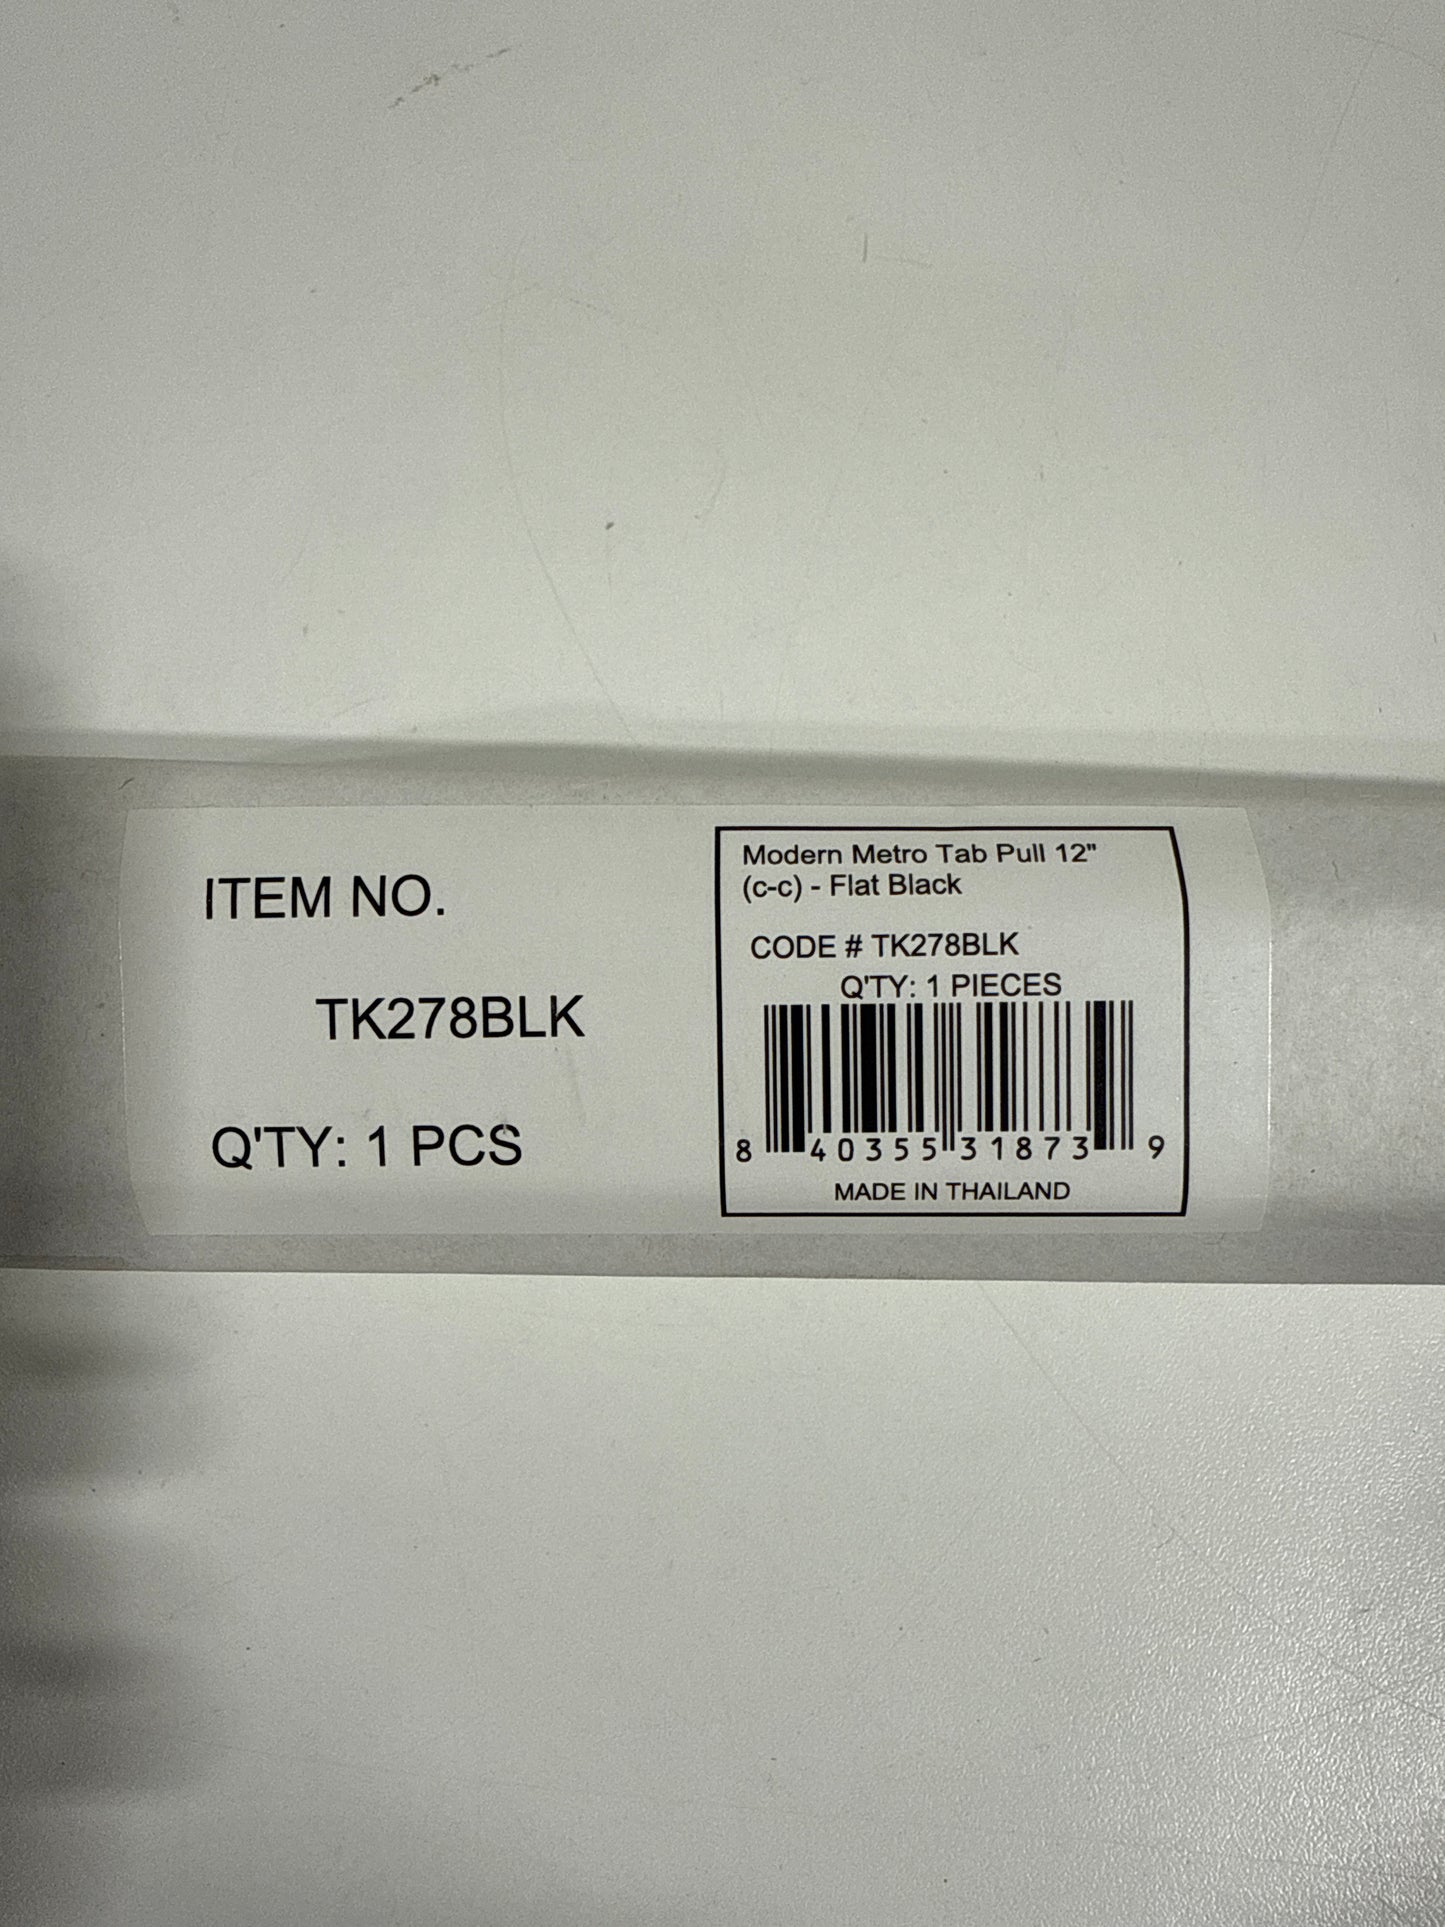 ITEM NO.
TK278BLK
Q'TY: 1 PCS
Modern Metro Tab Pull 12"
(c-c) - Flat Black
CODE # TK278BLK
Q'TY: 1 PIECES
8 40355 31873 9
MADE IN THAILAND